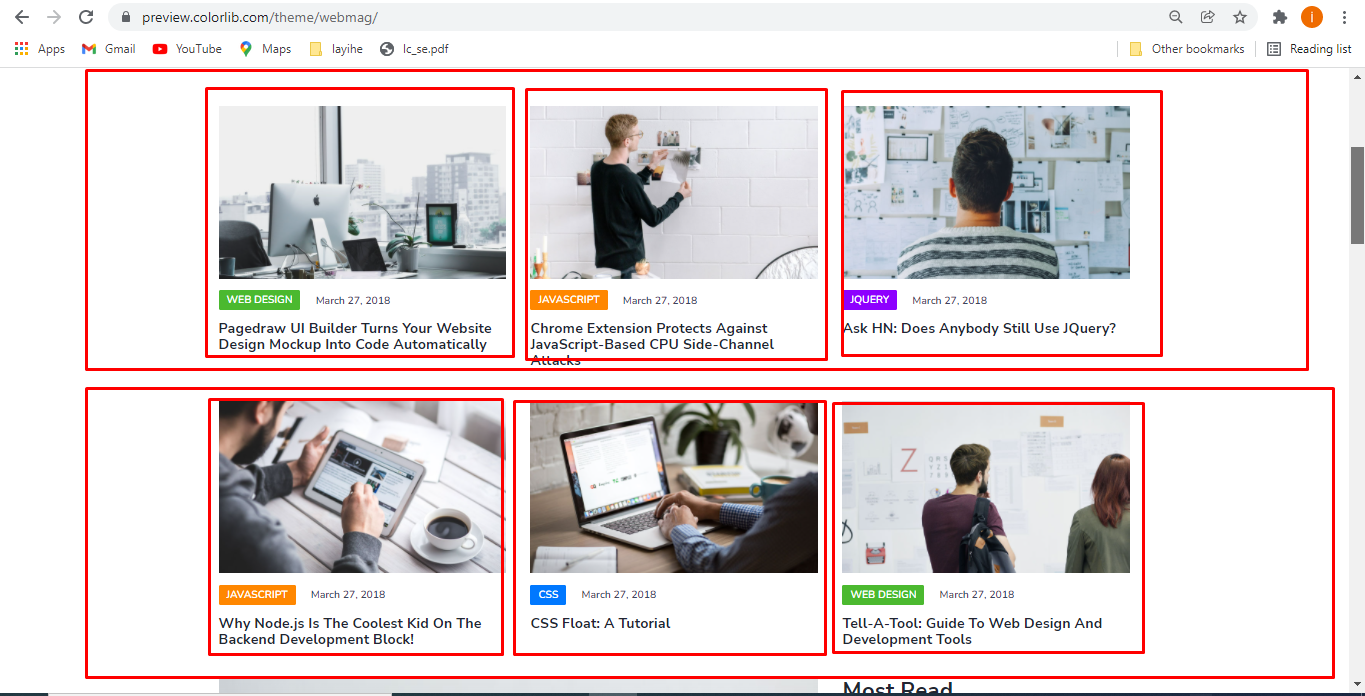 preview.colorlib.com/theme/webmag/
Apps Gmail YouTube Maps layihe lc_se.pdf Other bookmarks Reading list
WEB DESIGN March 27, 2018
Pagedraw UI Builder Turns Your Website
Design Mockup Into Code Automatically
JAVASCRIPT March 27, 2018
Chrome Extension Protects Against
JavaScript-Based CPU Side-Channel
Attacks
JQUERY March 27, 2018
Ask HN: Does Anybody Still Use JQuery?
JAVASCRIPT March 27, 2018
Why Node.js Is The Coolest Kid On The
Backend Development Block!
CSS March 27, 2018
CSS Float: A Tutorial
Z
WEB DESIGN March 27, 2018
Tell-A-Tool: Guide To Web Design And
Development Tools
Most Read